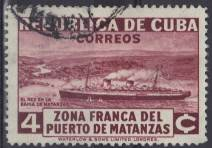 REPUBLICA DE CUBA
CORREOS
EL REX EN LA
BAHIA DE MATANZAS
4 ZONA FRANCA DEL C
PUERTO DE MATANZAS
WATERLOW & SONS LIMITED, LONDRES.